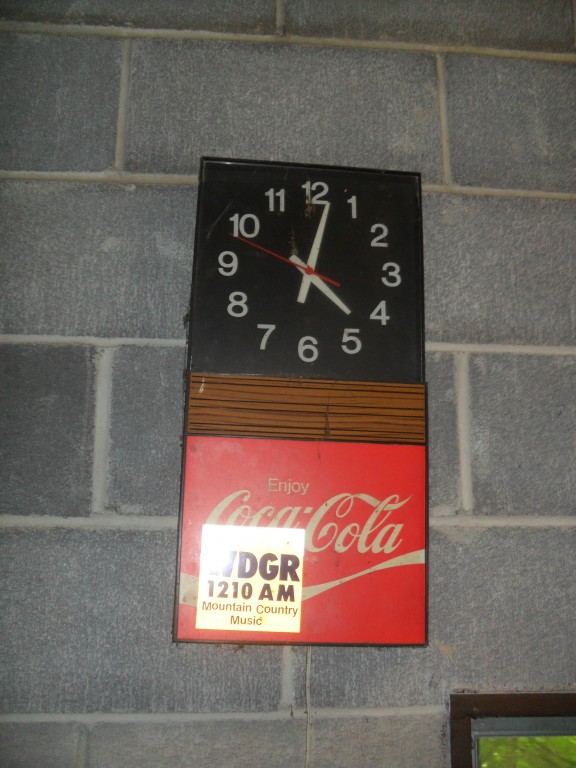 12
11 1
10 2
9 3
8 4
7 5
6
Enjoy
Coca-Cola
WDGR
1210 AM
Mountain Country
Music